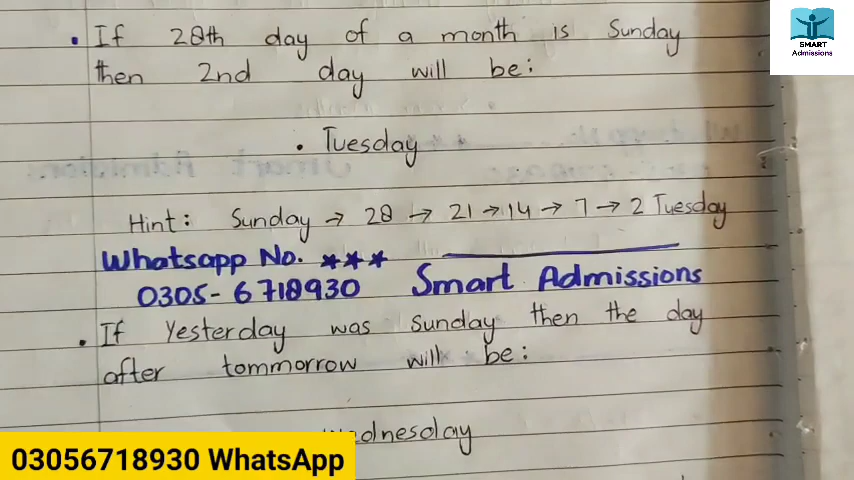 SMART
Admissions
• If 28th day of a month is Sunday
then 2nd day will be:
• Tuesday
Hint: Sunday → 28 → 21 → 14 → 7 → 2 Tuesday
Whatsapp No. ***
0305-6718930 Smart Admissions
• If Yesterday was Sunday then the day
after tommorrow will be:
Wednesday
03056718930 WhatsApp